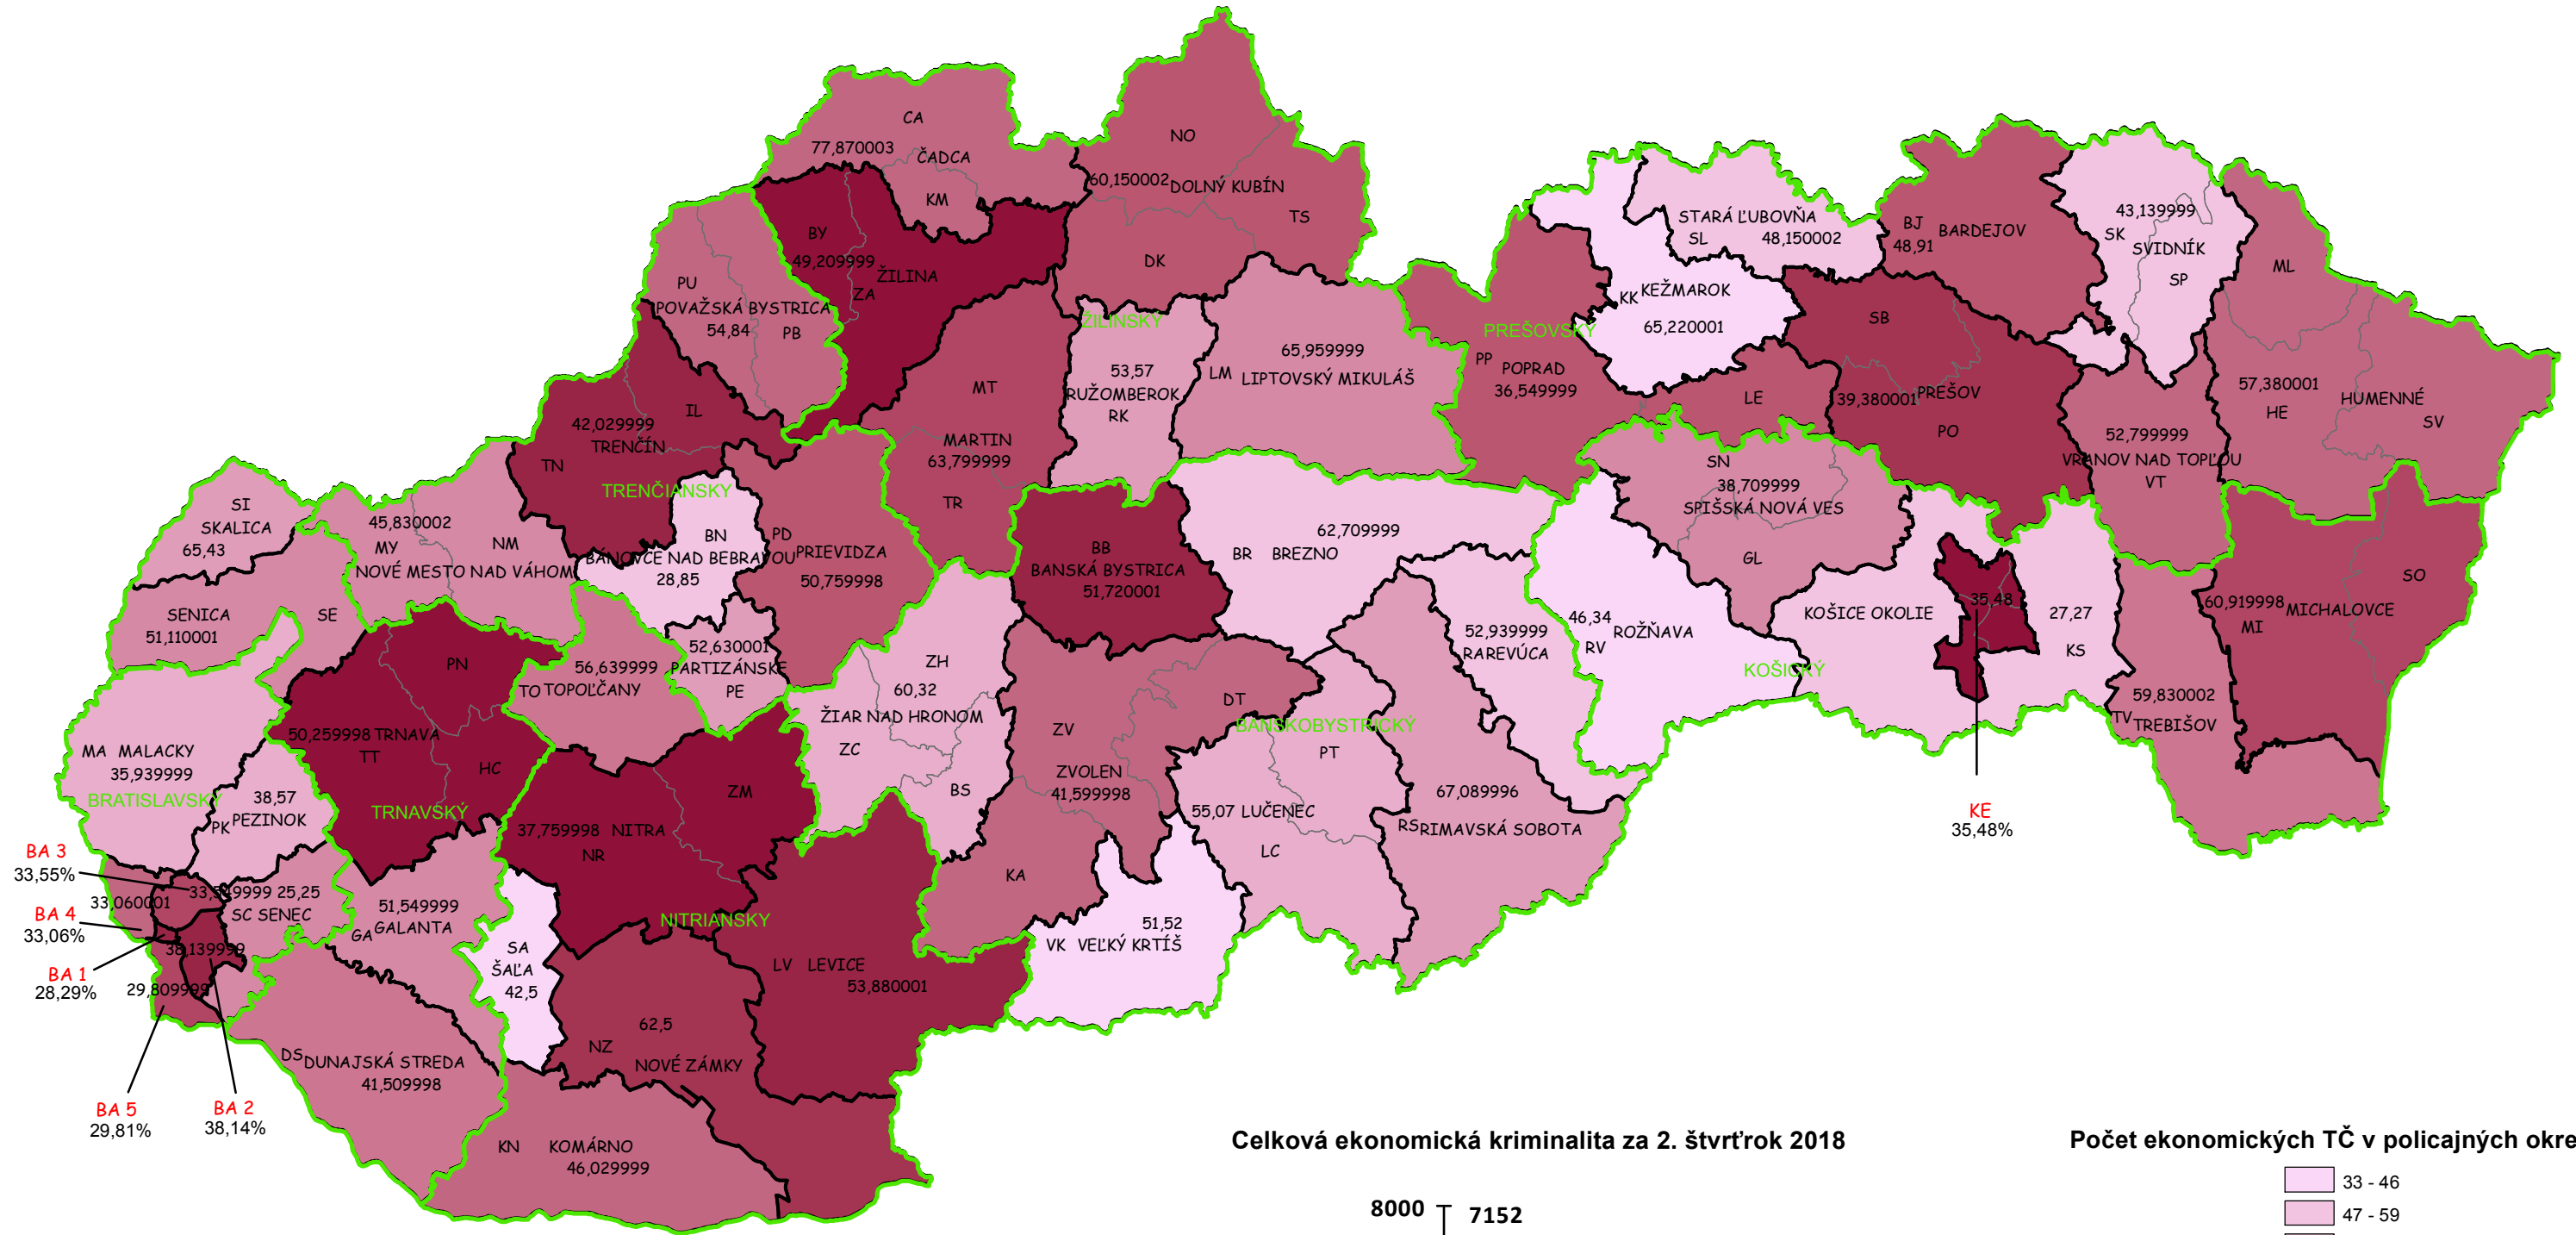 CA
77,870003
ČADCA
KM
NO
60,150002 DOLNÝ KUBÍN
TS
DK
BY
49,209999
ŽILINA
ZA
PU
POVAŽSKÁ BYSTRICA
54,84
PB
ŽILINSKÝ
MT
MARTIN
63,799999
TR
53,57
RUŽOMBEROK
RK
65,959999
LM LIPTOVSKÝ MIKULÁŠ
PREŠOVSKÝ
PP
POPRAD
36,549999
STARÁ ĽUBOVŇA
SL 48,150002
KK KEŽMAROK
65,220001
LE
BJ BARDEJOV
48,91
43,139999
SK
SVIDNÍK
SP
ML
SB
39,380001 PREŠOV
PO
57,380001
HUMENNÉ
HE
SV
52,799999
VRANOV NAD TOPĽOU
VT
42,029999
TRENČÍN
IL
TN
TRENČIANSKY
SI
SKALICA
65,43
45,830002
MY
NM
NOVÉ MESTO NAD VÁHOM
BN
BÁNOVCE NAD BEBRAVOU
28,85
PD
PRIEVIDZA
50,759998
BB
BANSKÁ BYSTRICA
51,720001
62,709999
BR BREZNO
SN
38,709999
SPIŠSKÁ NOVÁ VES
GL
SENICA
51,110001
SE
52,630001
PARTIZÁNSKE
PE
52,939999
RA REVÚCA
46,34
ROŽŇAVA
RV
KOŠICKÝ
KOŠICE OKOLIE
35,48
27,27
KS
60,919998 MICHALOVCE
MI
SO
PN
50,259998 TRNAVA
TT
HC
TRNAVSKÝ
56,639999
TO TOPOĽČANY
ZH
60,32
ŽIAR NAD HRONOM
ZC
BS
DT
ZV
ZVOLEN
41,599998
KA
BANSKOBYSTRICKÝ
PT
55,07 LUČENEC
LC
67,089996
RS RIMAVSKÁ SOBOTA
59,830002
TV
TREBIŠOV
KE
35,48%
MA MALACKY
35,939999
BRATISLAVSKÝ
38,57
PEZINOK
PK
ZM
37,759998 NITRA
NR
NITRIANSKY
BA 3
33,55%
33,549999 25,25
33,060001
SC SENEC
BA 4
33,06%
38,139999
BA 1
28,29%
29,809999
51,549999
GA GALANTA
SA
ŠAĽA
42,5
LV LEVICE
53,880001
51,52
VK VEĽKÝ KRTÍŠ
62,5
NZ
NOVÉ ZÁMKY
DS DUNAJSKÁ STREDA
41,509998
BA 5
29,81%
BA 2
38,14%
KN KOMÁRNO
46,029999
Celková ekonomická kriminalita za 2. štvrťrok 2018
8000
7152
Počet ekonomických TČ v policajných okre
33 - 46
47 - 59